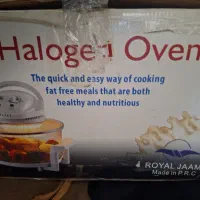 Halogen Oven
The quick and easy way of cooking
fat free meals that are both
healthy and nutritious
ROYAL JAAM
Made in P.R.C